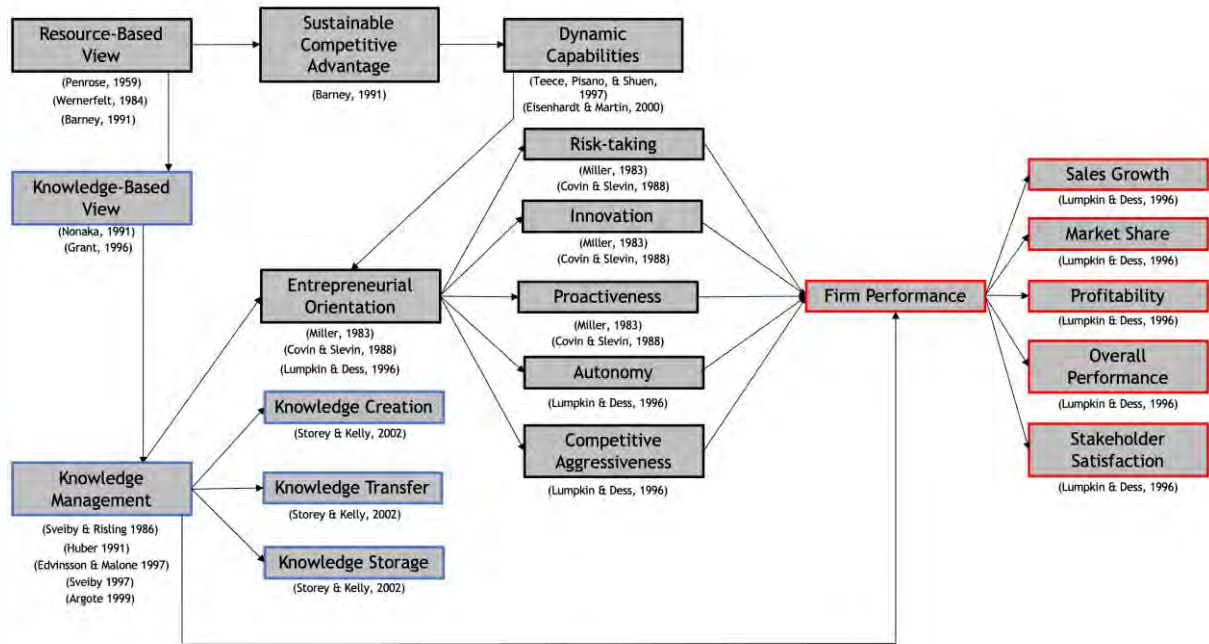 Resource-Based
View
(Penrose, 1959)
(Wernerfelt, 1984)
(Barney, 1991)
Sustainable
Competitive
Advantage
(Barney, 1991)
Dynamic
Capabilities
(Teece, Pisano, & Shuen,
1997)
(Eisenhardt & Martin, 2000)
Knowledge-Based
View
(Nonaka, 1991)
(Grant, 1996)
Entrepreneurial
Orientation
(Miller, 1983)
(Covin & Slevin, 1988)
(Lumpkin & Dess, 1996)
Risk-taking
(Miller, 1983)
(Covin & Slevin, 1988)
Innovation
(Miller, 1983)
(Covin & Slevin, 1988)
Proactiveness
(Miller, 1983)
(Covin & Slevin, 1988)
Autonomy
(Lumpkin & Dess, 1996)
Competitive
Aggressiveness
(Lumpkin & Dess, 1996)
Firm Performance
Sales Growth
(Lumpkin & Dess, 1996)
Market Share
(Lumpkin & Dess, 1996)
Profitability
(Lumpkin & Dess, 1996)
Overall
Performance
(Lumpkin & Dess, 1996)
Stakeholder
Satisfaction
(Lumpkin & Dess, 1996)
Knowledge
Management
(Sveiby & Risling 1986)
(Huber 1991)
(Edvinsson & Malone 1997)
(Sveiby 1997)
(Argote 1999)
Knowledge Creation
(Storey & Kelly, 2002)
Knowledge Transfer
(Storey & Kelly, 2002)
Knowledge Storage
(Storey & Kelly, 2002)